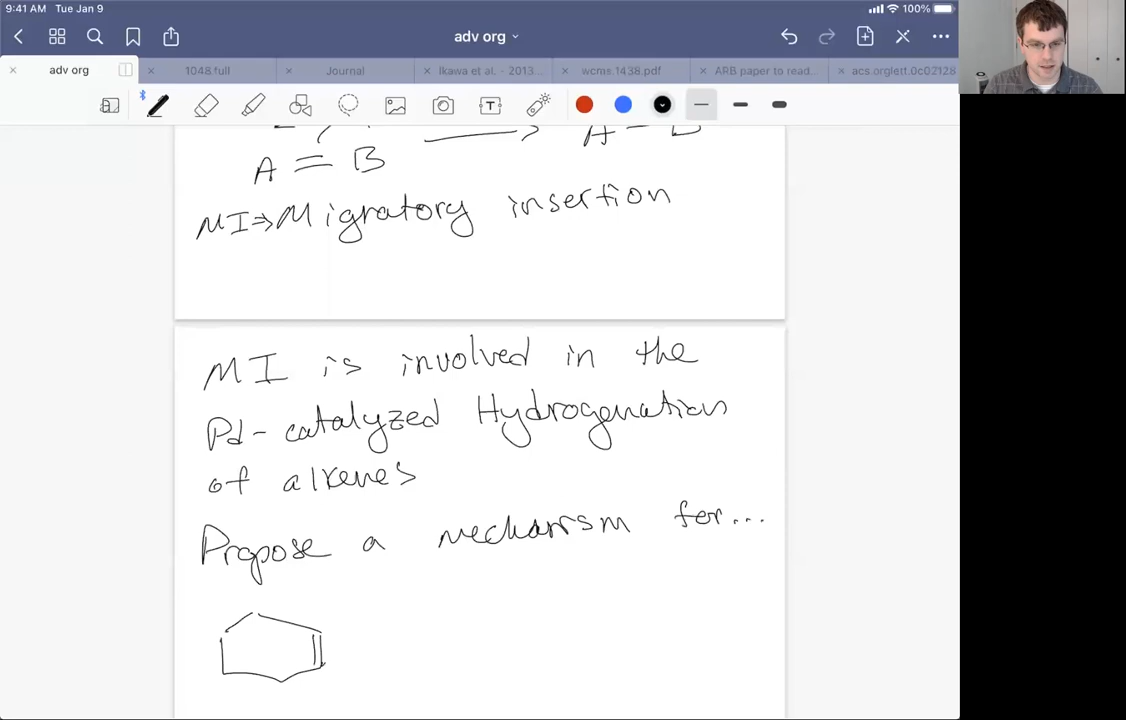 9:41 AM Tue Jan 9
100%
adv org
adv org
1048.full
Journal
Ikawa et al. - 2013...
wcms.1438.pdf
ARB paper to read...
acs.orglett.0c02128
T
A = B
MI⇒Migratory insertion
MI is involved in the
Pd-catalyzed Hydrogenation
of alkenes
Propose a mechanism for...